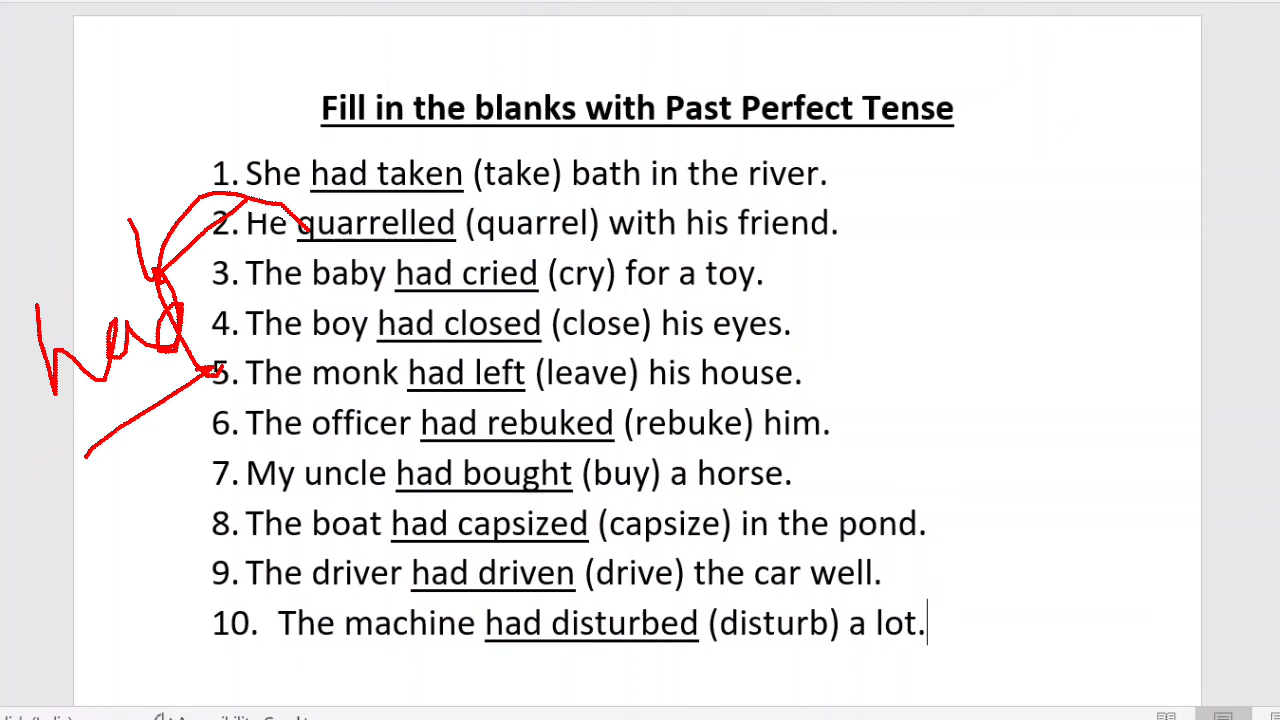 Fill in the blanks with Past Perfect Tense
1. She had taken (take) bath in the river.
2. He quarrelled (quarrel) with his friend.
had
3. The baby had cried (cry) for a toy.
4. The boy had closed (close) his eyes.
5. The monk had left (leave) his house.
6. The officer had rebuked (rebuke) him.
7. My uncle had bought (buy) a horse.
8. The boat had capsized (capsize) in the pond.
9. The driver had driven (drive) the car well.
10. The machine had disturbed (disturb) a lot.